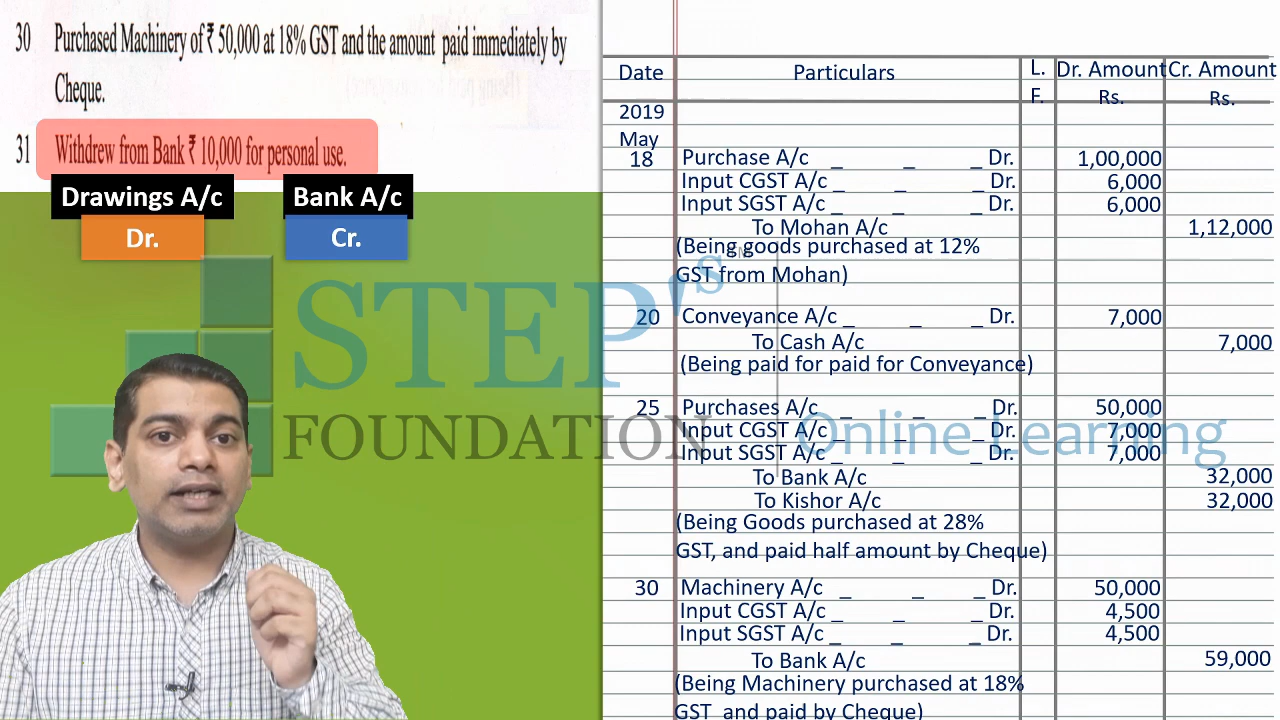 30 Purchased Machinery of ₹ 50,000 at 18% GST and the amount paid immediately by
Cheque.
31 Withdrew from Bank ₹ 10,000 for personal use.
Drawings A/c Bank A/c
Dr. Cr.
STEP's
FOUNDATION Online Learning
Date Particulars L. F. Dr. Amount Rs. Cr. Amount Rs.
2019
May
18 Purchase A/c _ _ _ Dr. 1,00,000
Input CGST A/c _ _ _ Dr. 6,000
Input SGST A/c _ _ _ Dr. 6,000
To Mohan A/c 1,12,000
(Being goods purchased at 12%
GST from Mohan)
20 Conveyance A/c _ _ _ Dr. 7,000
To Cash A/c 7,000
(Being paid for paid for Conveyance)
25 Purchases A/c _ _ _ Dr. 50,000
Input CGST A/c _ _ _ Dr. 7,000
Input SGST A/c _ _ _ Dr. 7,000
To Bank A/c 32,000
To Kishor A/c 32,000
(Being Goods purchased at 28%
GST, and paid half amount by Cheque)
30 Machinery A/c _ _ _ Dr. 50,000
Input CGST A/c _ _ _ Dr. 4,500
Input SGST A/c _ _ _ Dr. 4,500
To Bank A/c 59,000
(Being Machinery purchased at 18%
GST and paid by Cheque)